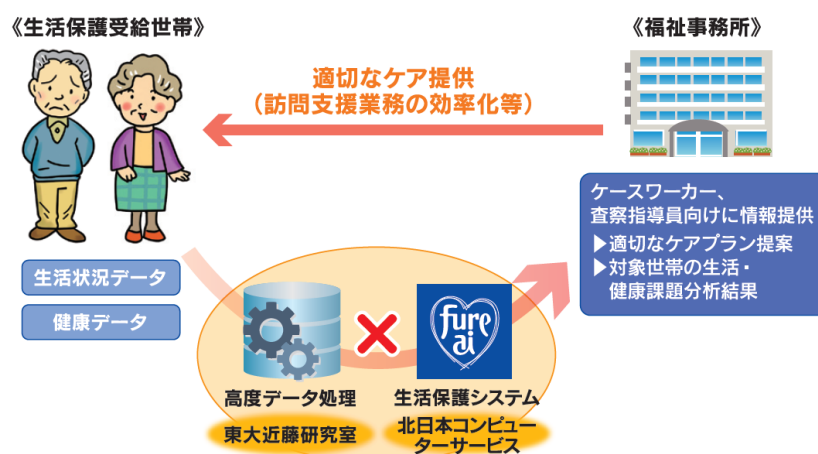 《生活保護受給世帯》
《福祉事務所》
適切なケア提供
（訪問支援業務の効率化等）
ケースワーカー、
査察指導員向けに情報提供
▶適切なケアプラン提案
▶対象世帯の生活・
健康課題分析結果
生活状況データ
健康データ
fure
ai
高度データ処理
生活保護システム
東大近藤研究室
北日本コンピュー
ターサービス